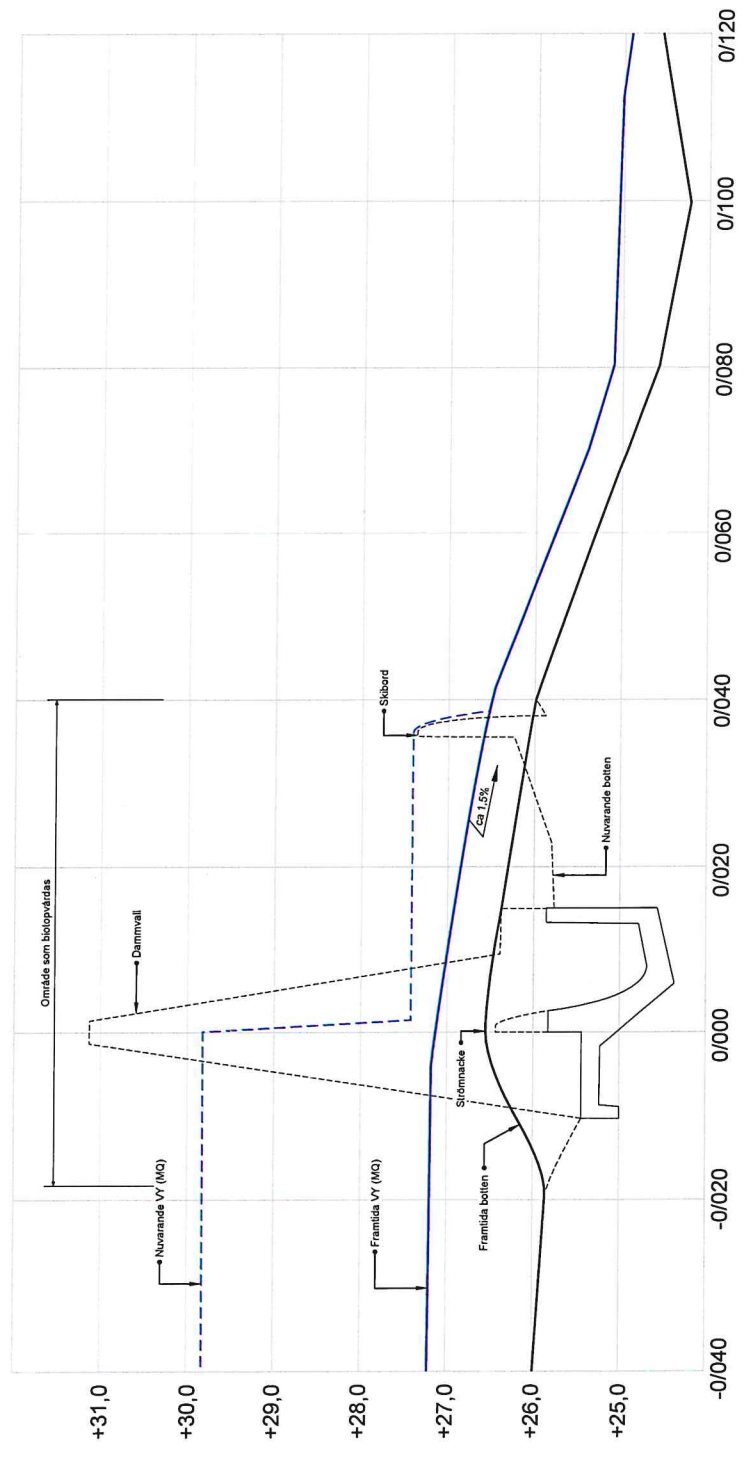 Område som biotopvårdas
Dammvall
Nuvarande VY (MQ)
Skibord
Framtida VY (MQ)
Strömnacke
ca 1,5%
Framtida botten
Nuvarande botten
+31,0
+30,0
+29,0
+28,0
+27,0
+26,0
+25,0
-0/040
-0/020
0/000
0/020
0/040
0/060
0/080
0/100
0/120